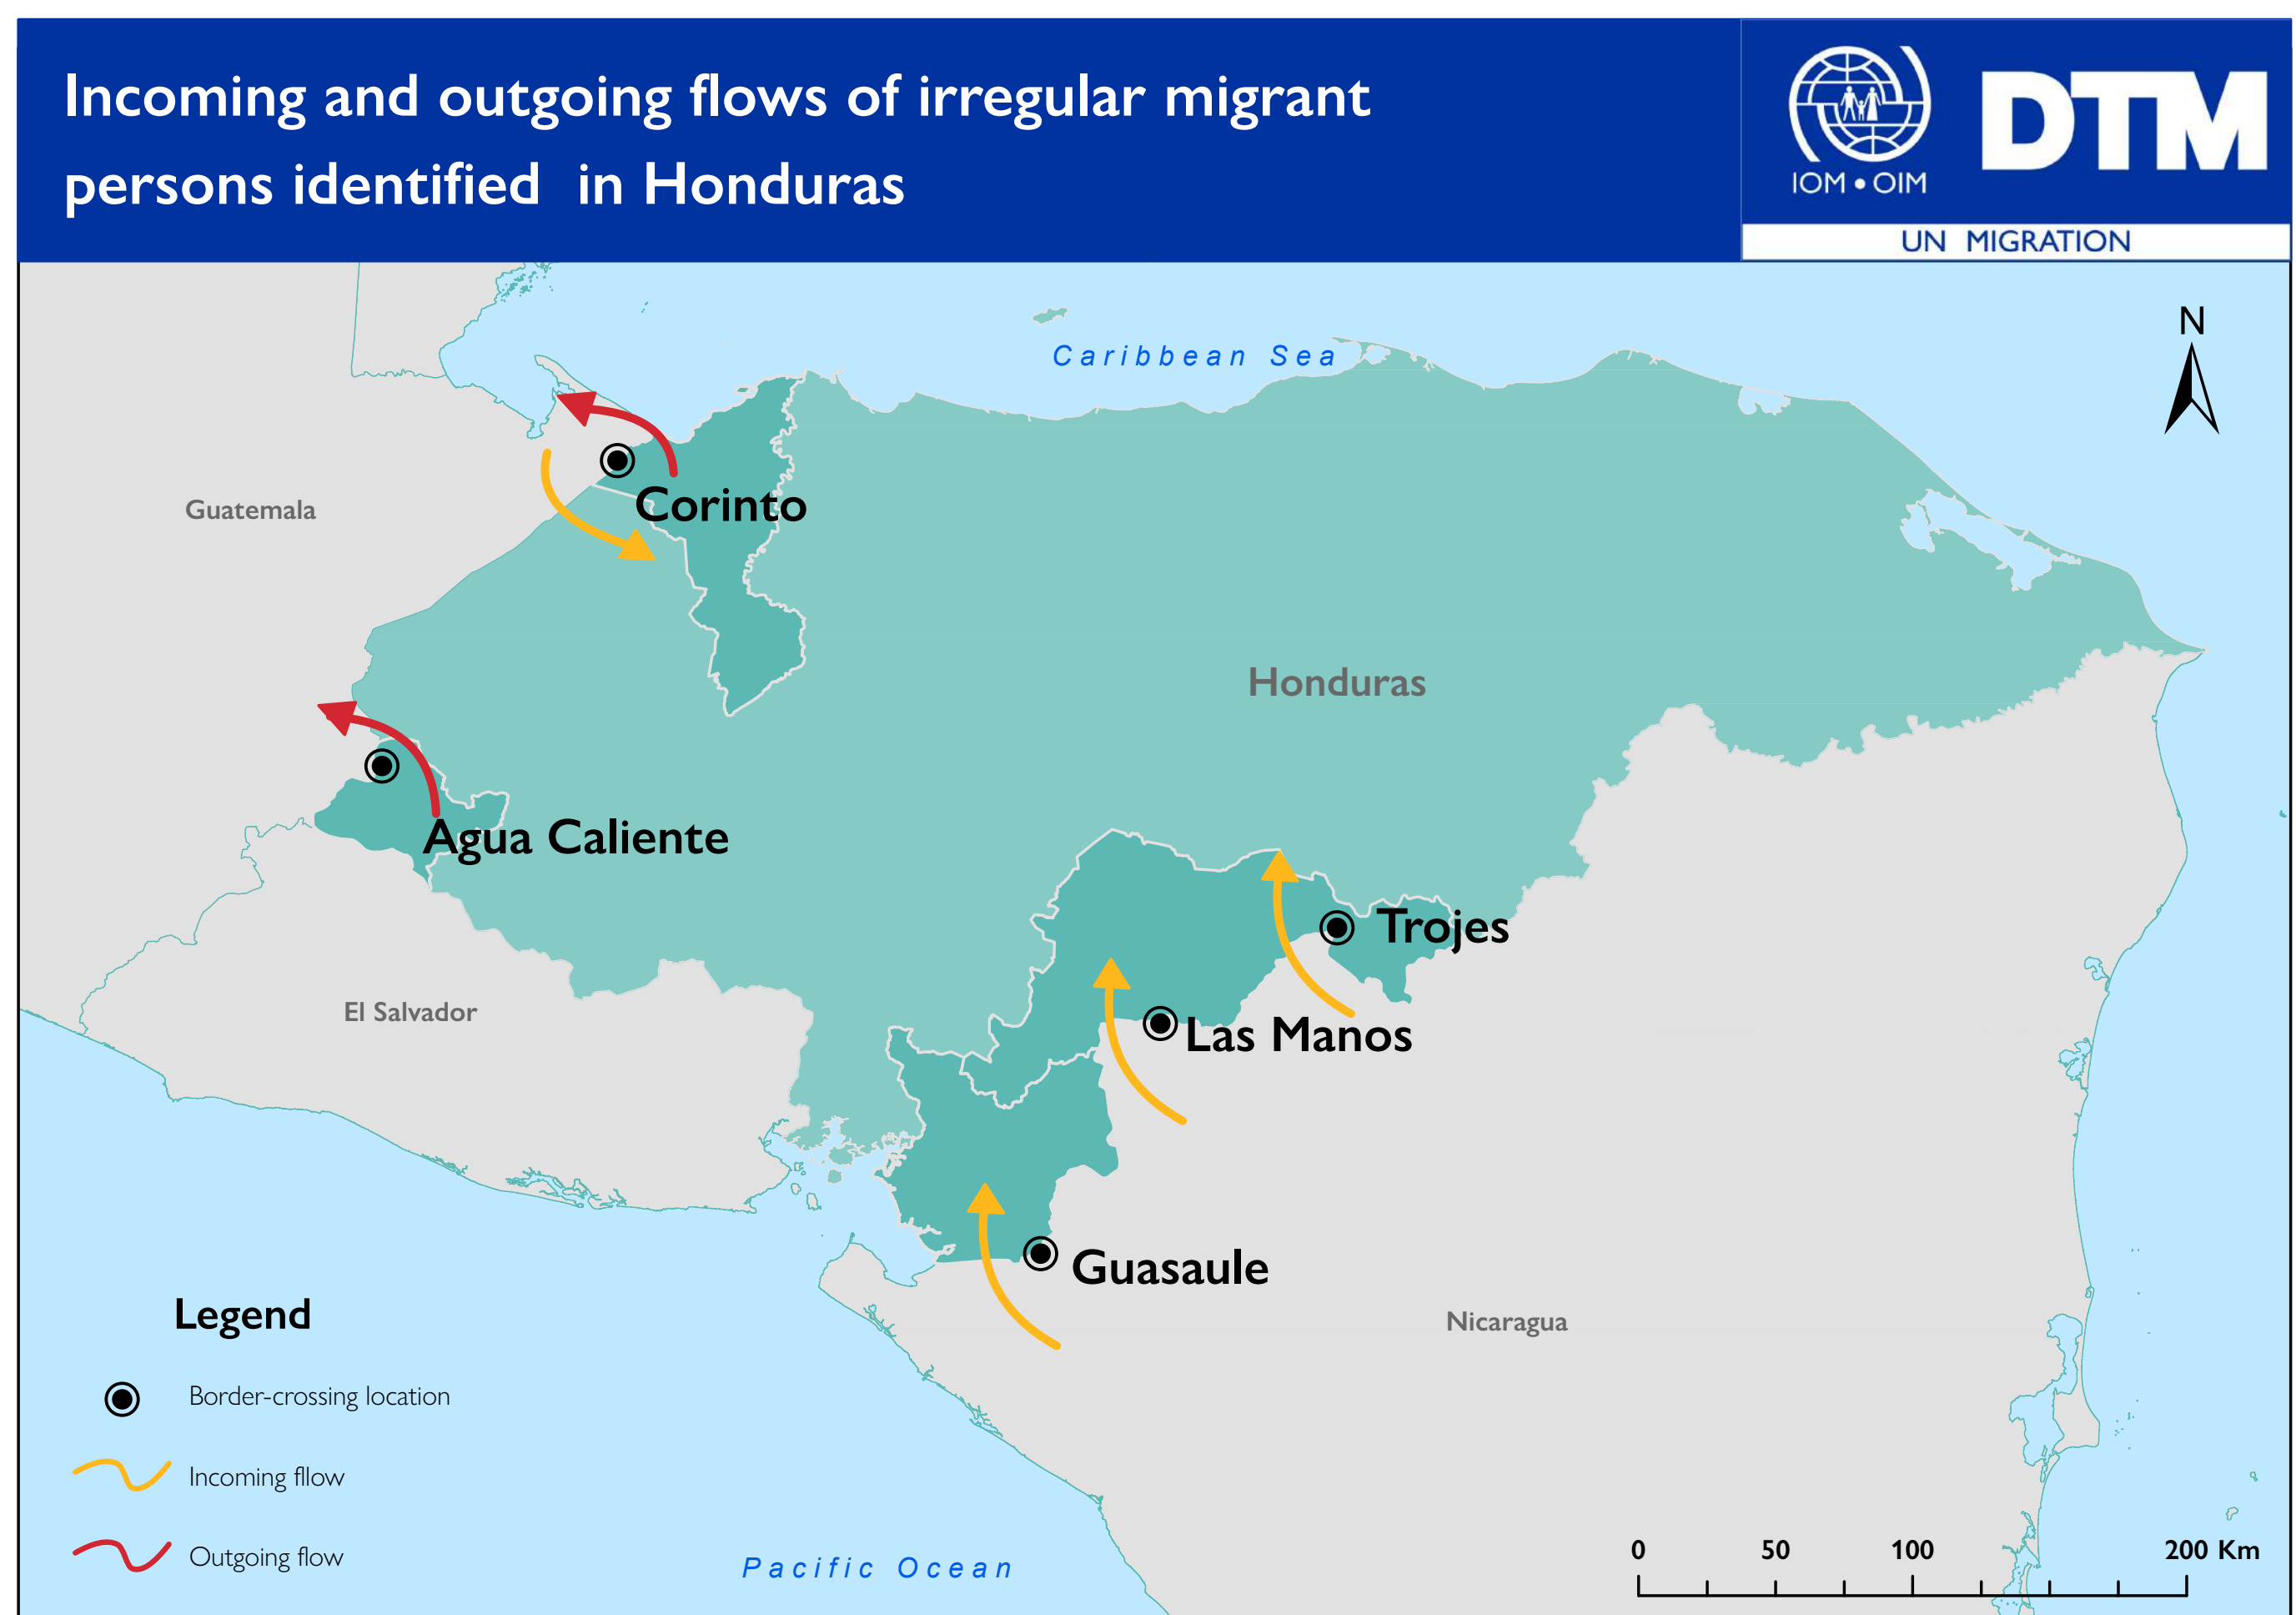 Incoming and outgoing flows of irregular migrant
persons identified in Honduras
IOM • OIM
DTM
UN MIGRATION
N
Caribbean Sea
Guatemala
Corinto
Honduras
Agua Caliente
Trojes
El Salvador
Las Manos
Guasaule
Nicaragua
Legend
Border-crossing location
Incoming fllow
Outgoing flow
Pacific Ocean
0 50 100 200 Km